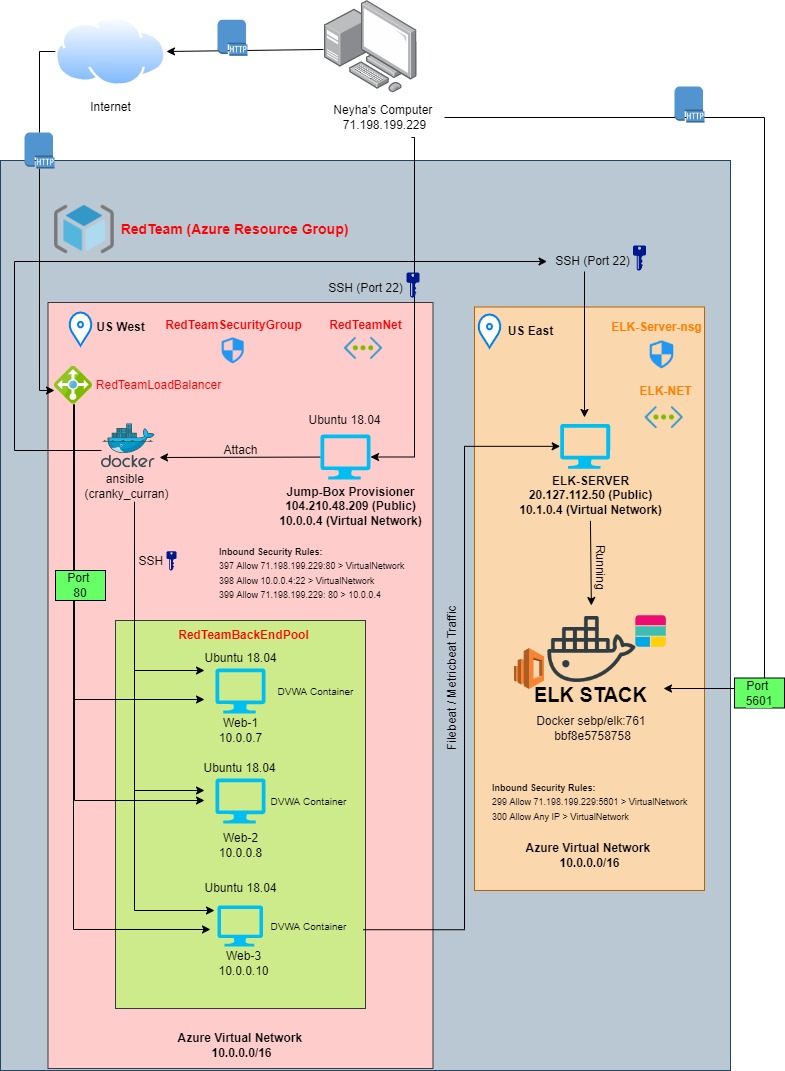 HTTP
Internet
Neyha's Computer
71.198.199.229
HTTP
HTTP
RedTeam (Azure Resource Group)
SSH (Port 22)
SSH (Port 22)
US West
RedTeamSecurityGroup
RedTeamNet
US East
ELK-Server-nsg
ELK-NET
RedTeamLoadBalancer
Ubuntu 18.04
docker
ansible
(cranky_curran)
Attach
Jump-Box Provisioner
104.210.48.209 (Public)
10.0.0.4 (Virtual Network)
ELK-SERVER
20.127.112.50 (Public)
10.1.0.4 (Virtual Network)
SSH
Inbound Security Rules:
397 Allow 71.198.199.229:80 > VirtualNetwork
398 Allow 10.0.0.4:22 > VirtualNetwork
399 Allow 71.198.199.229: 80 > 10.0.0.4
Running
Port
80
RedTeamBackEndPool
Ubuntu 18.04
DVWA Container
Web-1
10.0.0.7
Ubuntu 18.04
DVWA Container
Web-2
10.0.0.8
Ubuntu 18.04
DVWA Container
Web-3
10.0.0.10
Filebeat / Metricbeat Traffic
ELK STACK
Docker sebp/elk:761
bbf8e5758758
Port
5601
Inbound Security Rules:
299 Allow 71.198.199.229:5601 > VirtualNetwork
300 Allow Any IP > VirtualNetwork
Azure Virtual Network
10.0.0.0/16
Azure Virtual Network
10.0.0.0/16